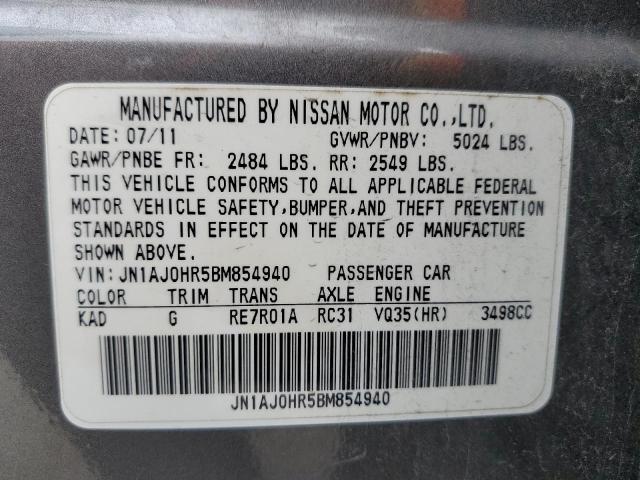 MANUFACTURED BY NISSAN MOTOR CO.,LTD.
DATE: 07/11 GVWR/PNBV: 5024 LBS.
GAWR/PNBE FR: 2484 LBS. RR: 2549 LBS.
THIS VEHICLE CONFORMS TO ALL APPLICABLE FEDERAL
MOTOR VEHICLE SAFETY,BUMPER,AND THEFT PREVENTION
STANDARDS IN EFFECT ON THE DATE OF MANUFACTURE
SHOWN ABOVE.
VIN:JN1AJ0HR5BM854940 PASSENGER CAR
COLOR TRIM TRANS AXLE ENGINE
KAD G RE7R01A RC31 VQ35(HR) 3498CC
JN1AJ0HR5BM854940